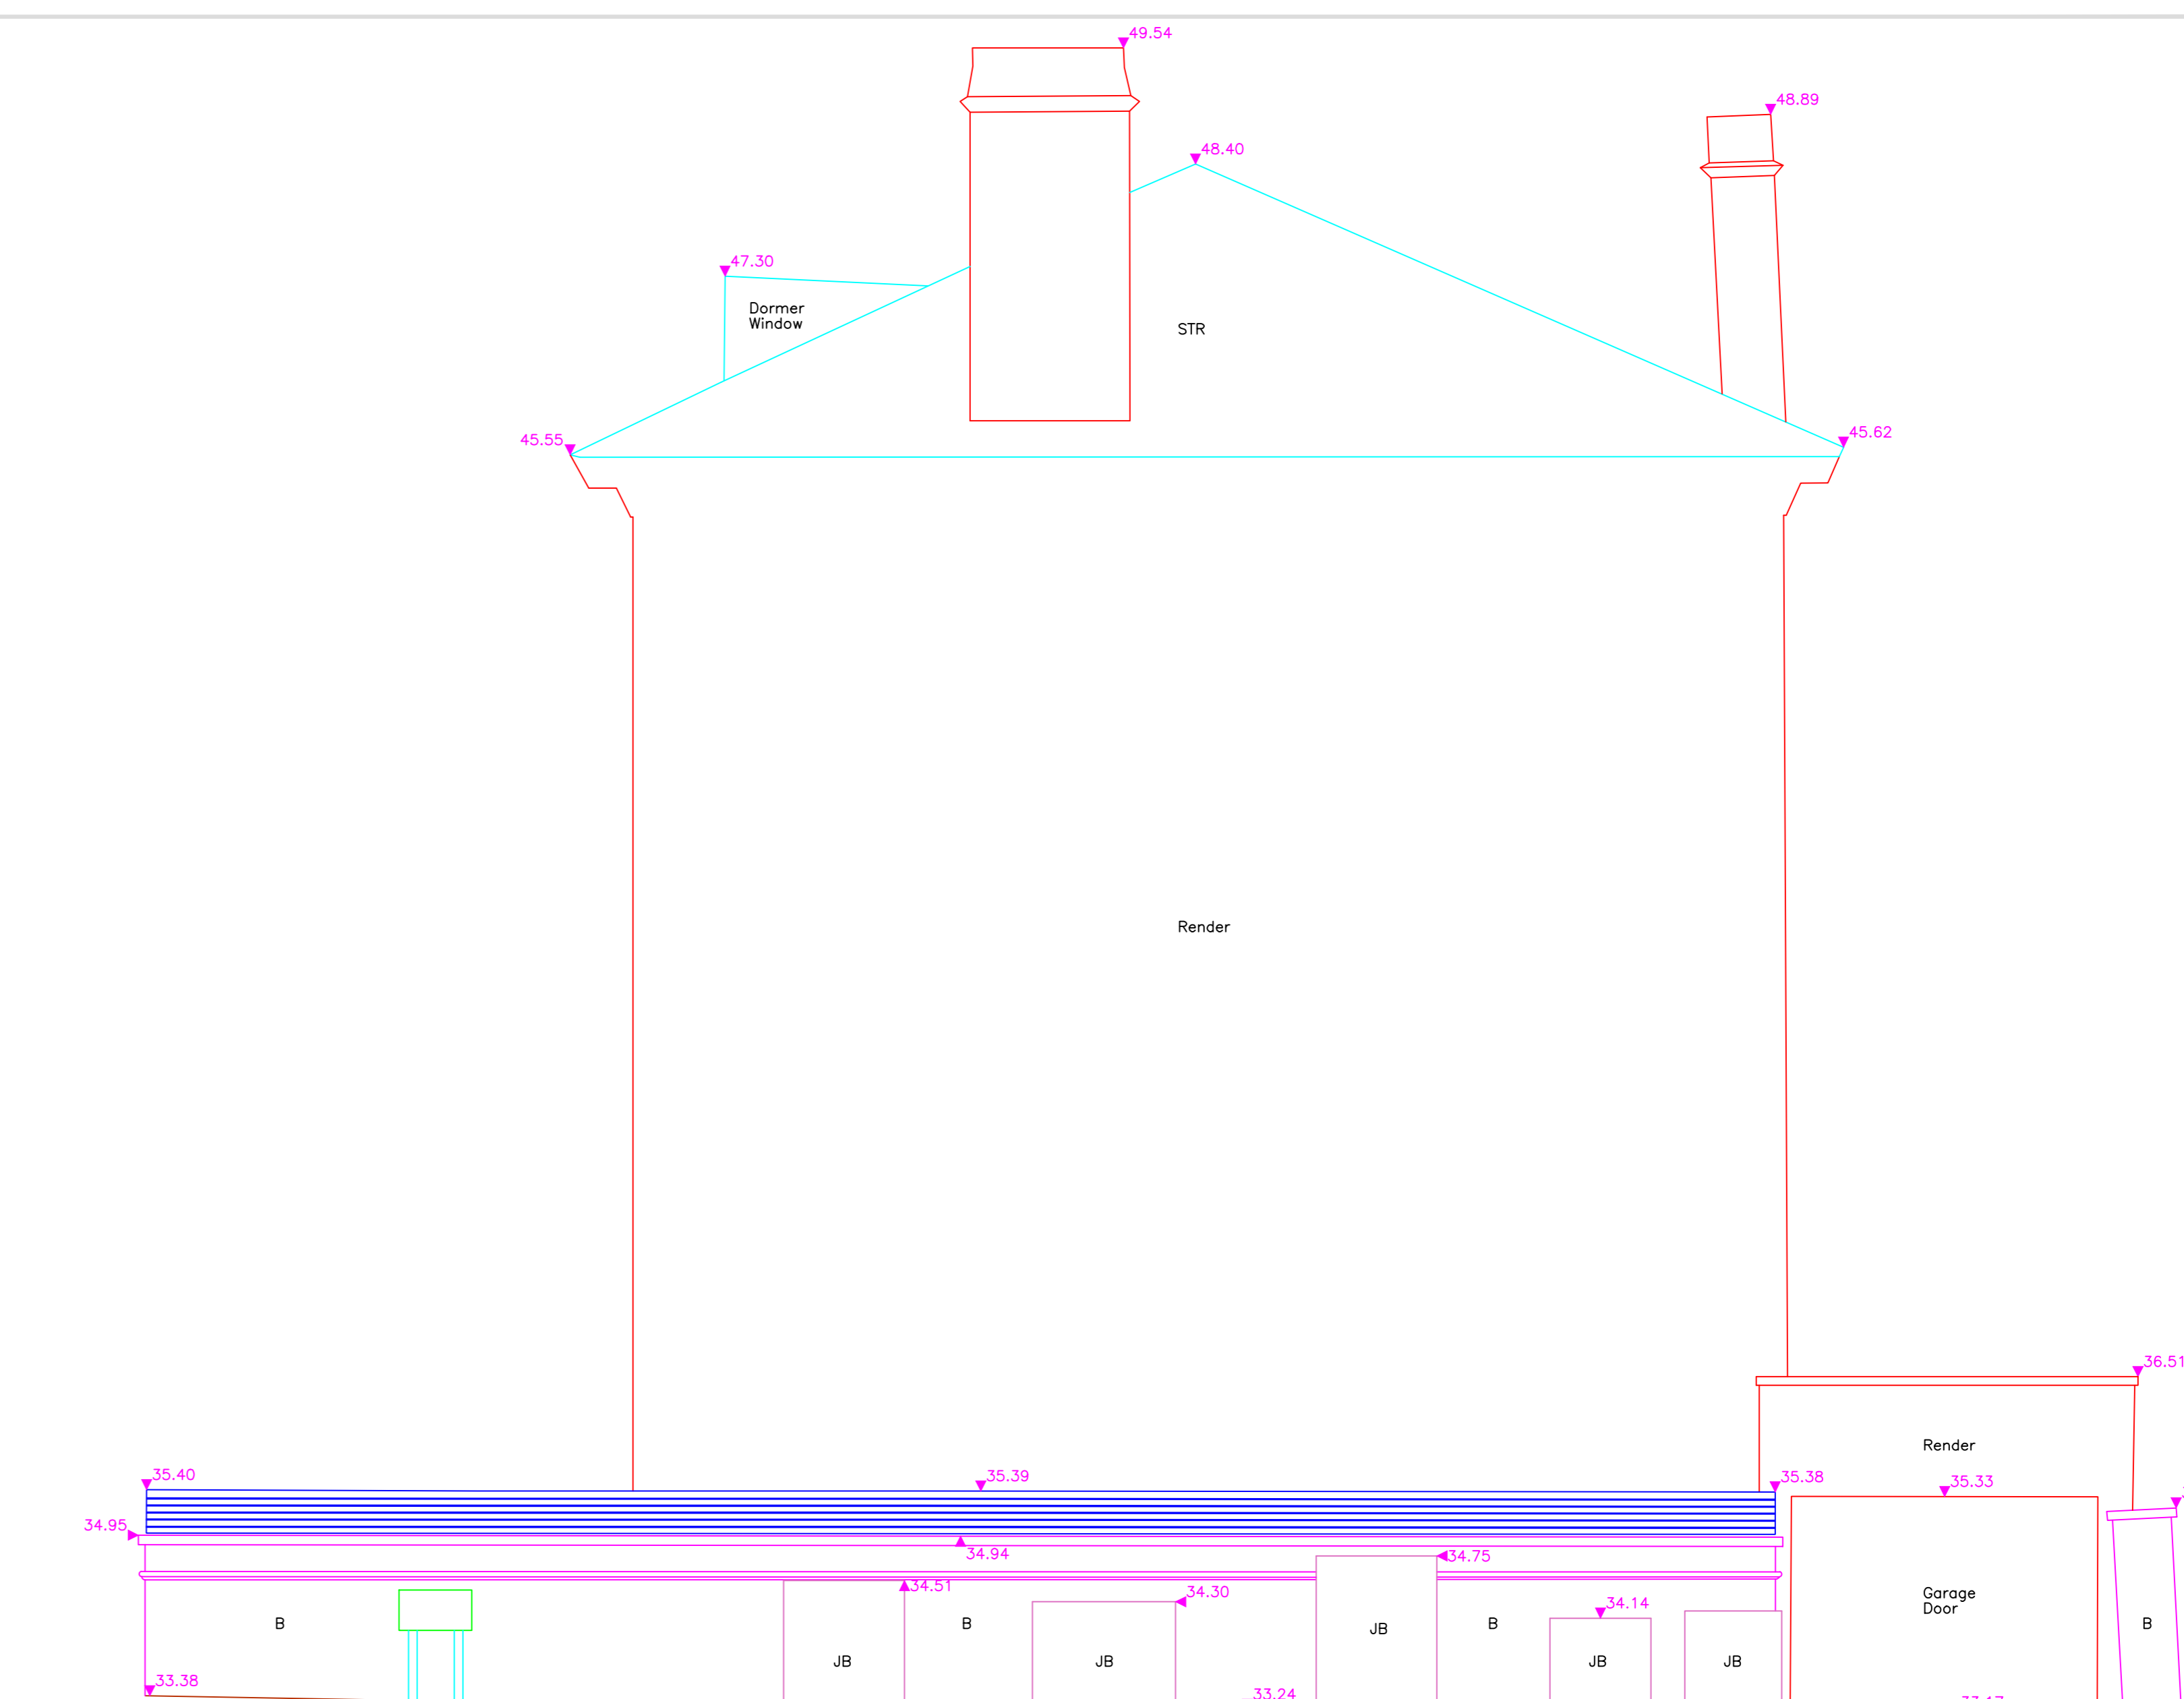 49.54
48.89
48.40
47.30
Dormer
Window
STR
45.62
45.55
Render
36.51
Render
35.40
35.39
35.38
35.33
34.95
34.94
34.75
34.51
34.30
Garage
Door
34.14
B
B
B
B
JB
JB
JB
JB
JB
33.38
33.24